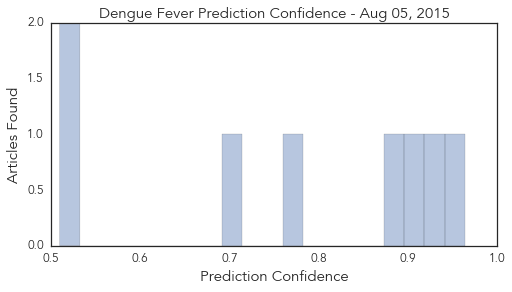 Dengue Fever Prediction Confidence - Aug 05, 2015
2.0
1.5
1.0
0.5
0.0
Articles Found
0.5 0.6 0.7 0.8 0.9 1.0
Prediction Confidence